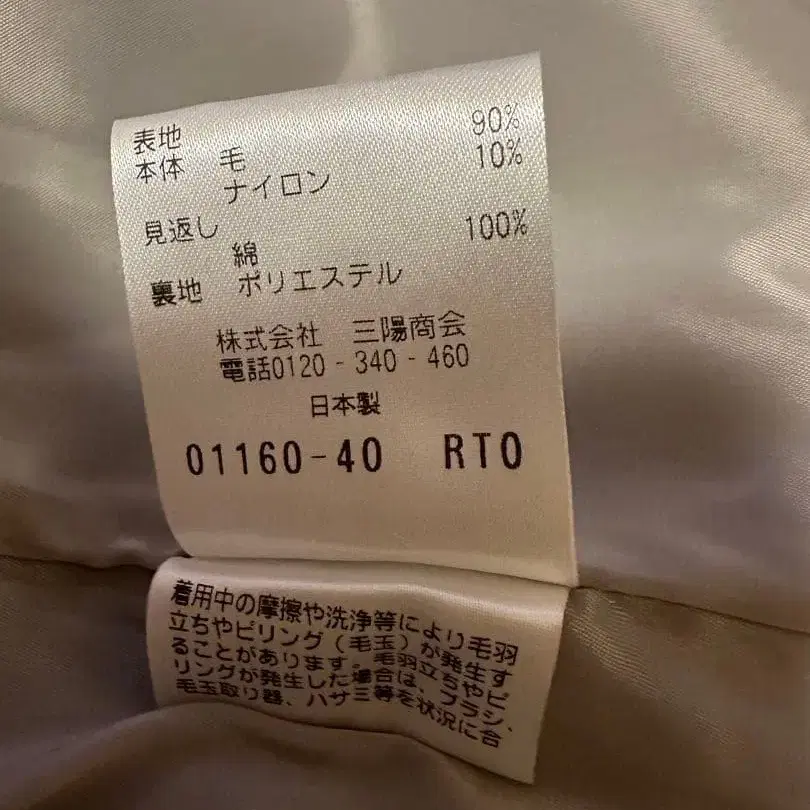 表地
本体 毛 90%
ナイロン 10%
見返し
綿 100%
裏地 ポリエステル
株式会社 三陽商会
電話0120-340-460
日本製
01160-40 RTO
着用中の摩擦や洗浄等により毛羽
立ちやピリング(毛玉)が発生す
ることがあります。毛羽立ちやピ
リングが発生した場合は、ブラシ、
毛玉取り器、ハサミ等を状況に合